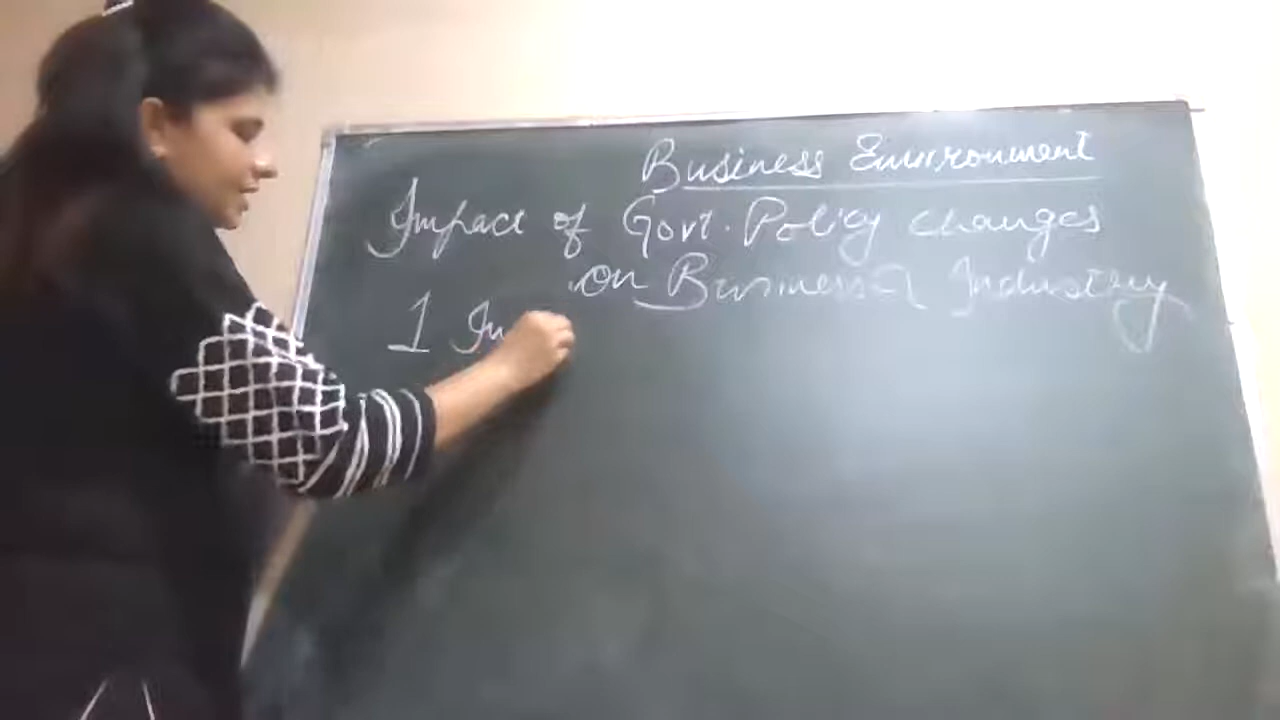 Business Environment
Impact of Govt. Policy changes
on Business & Industry
1 In